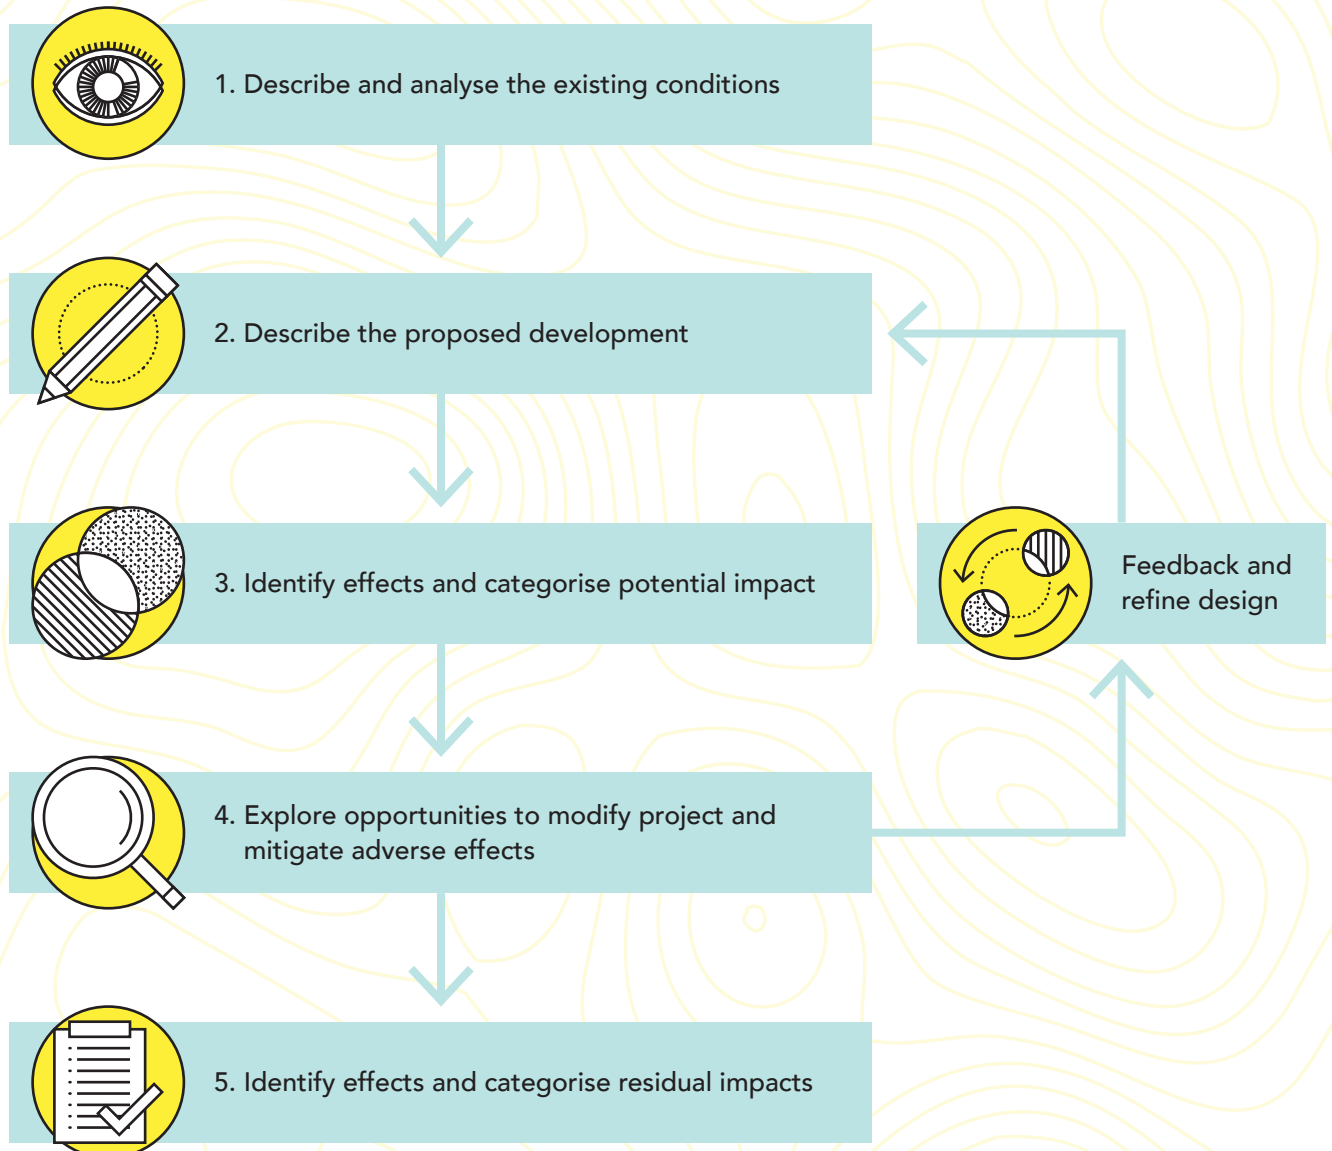 1. Describe and analyse the existing conditions
2. Describe the proposed development
3. Identify effects and categorise potential impact
Feedback and
refine design
4. Explore opportunities to modify project and
mitigate adverse effects
5. Identify effects and categorise residual impacts